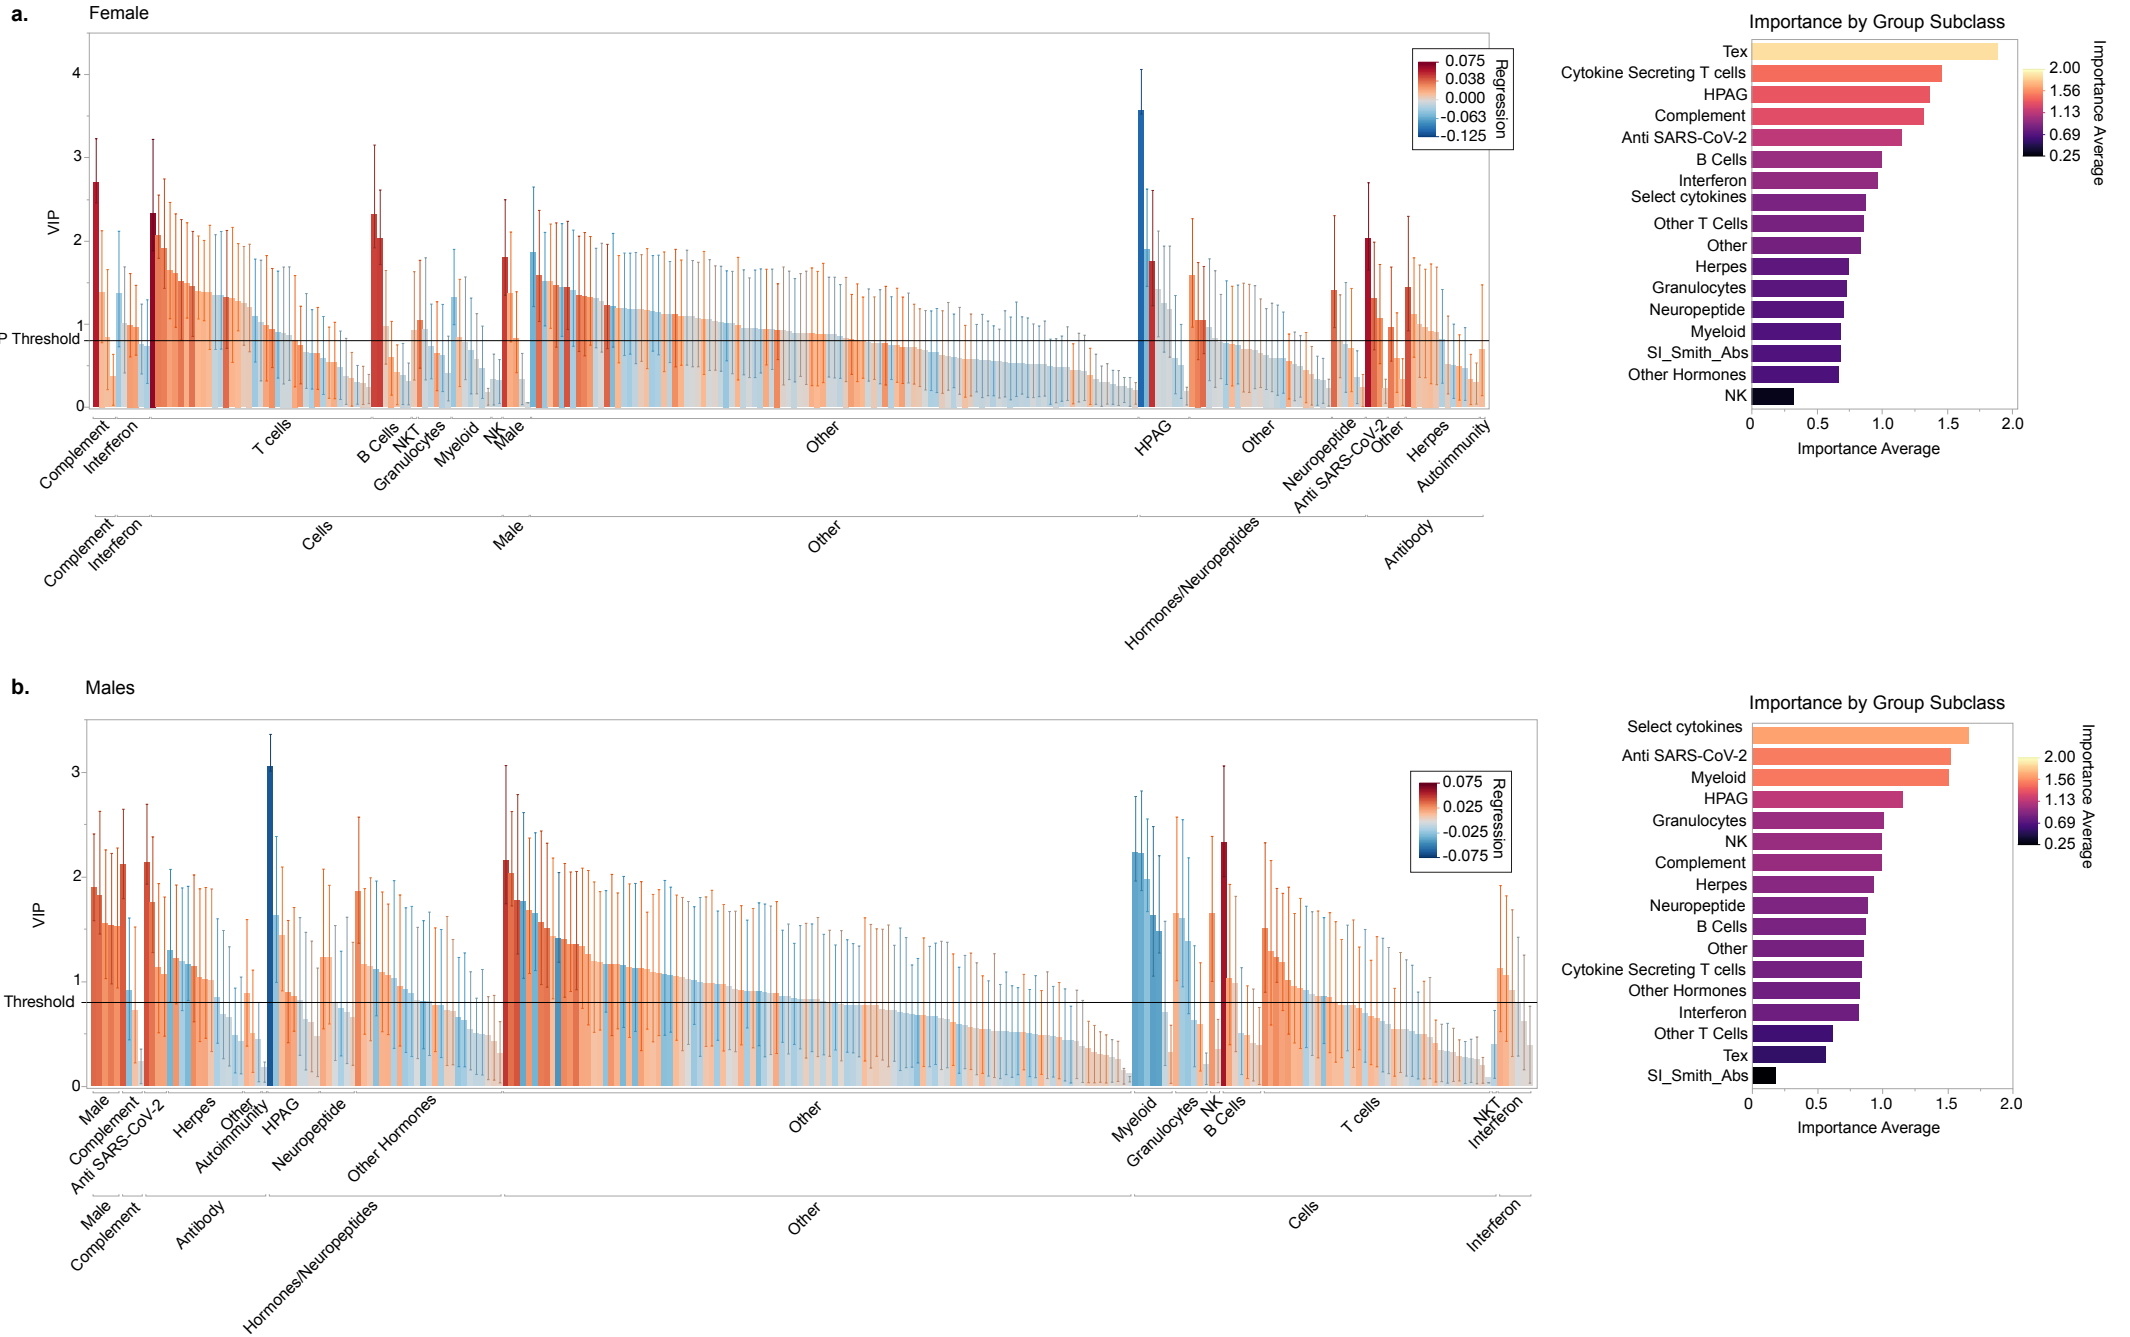 a.
Female
4
3
2
1
0
VIP
P Threshold
0.075
0.038
0.000
-0.063
-0.125
Regression
Complement
Interferon
T cells
B Cells
NKT
Granulocytes
Myeloid
NK
Male
Other
HPAG
Other
Neuropeptide
Anti SARS-CoV-2
Other
Herpes
Autoimmunity
Complement
Interferon
Cells
Male
Other
Hormones/Neuropeptides
Antibody
Importance by Group Subclass
Tex
Cytokine Secreting T cells
HPAG
Complement
Anti SARS-CoV-2
B Cells
Interferon
Select cytokines
Other T Cells
Other
Herpes
Granulocytes
Neuropeptide
Myeloid
SI_Smith_Abs
Other Hormones
NK
0 0.5 1.0 1.5 2.0
Importance Average
2.00
1.56
1.13
0.69
0.25
Importance Average
b.
Males
3
2
1
0
VIP
Threshold
0.075
0.025
-0.025
-0.075
Regression
Male
Complement
Anti SARS-CoV-2
Herpes
Other
Autoimmunity
HPAG
Neuropeptide
Other Hormones
Other
Myeloid
Granulocytes
NK
B Cells
T cells
NKT
Interferon
Male
Complement
Antibody
Hormones/Neuropeptides
Other
Cells
Interferon
Importance by Group Subclass
Select cytokines
Anti SARS-CoV-2
Myeloid
HPAG
Granulocytes
NK
Complement
Herpes
Neuropeptide
B Cells
Other
Cytokine Secreting T cells
Other Hormones
Interferon
Other T Cells
Tex
SI_Smith_Abs
0 0.5 1.0 1.5 2.0
Importance Average
2.00
1.56
1.13
0.69
0.25
Importance Average